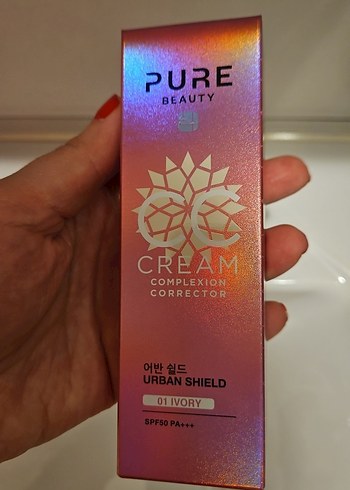 PURE
BEAUTY
CC
CREAM
COMPLEXION
CORRECTOR
어반 쉴드
URBAN SHIELD
01 IVORY
SPF50 PA+++